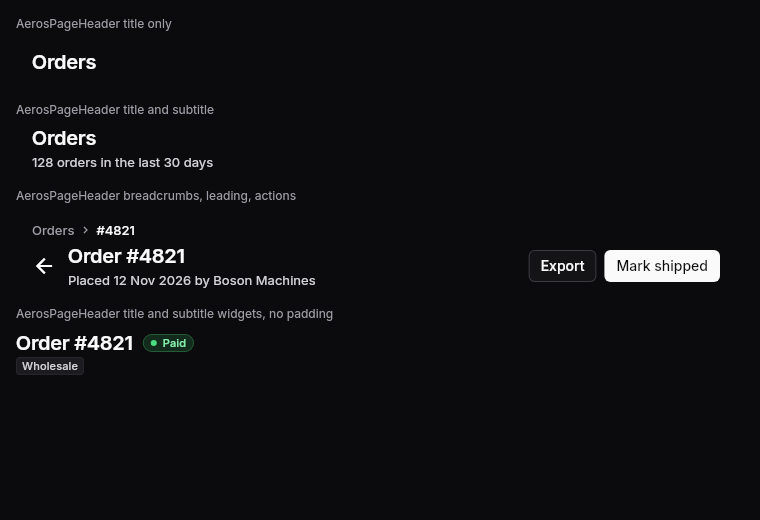 AerosPageHeader title only
Orders
AerosPageHeader title and subtitle
Orders
128 orders in the last 30 days
AerosPageHeader breadcrumbs, leading, actions
Orders > #4821
Order #4821
Placed 12 Nov 2026 by Boson Machines
Export
Mark shipped
AerosPageHeader title and subtitle widgets, no padding
Order #4821 Paid
Wholesale